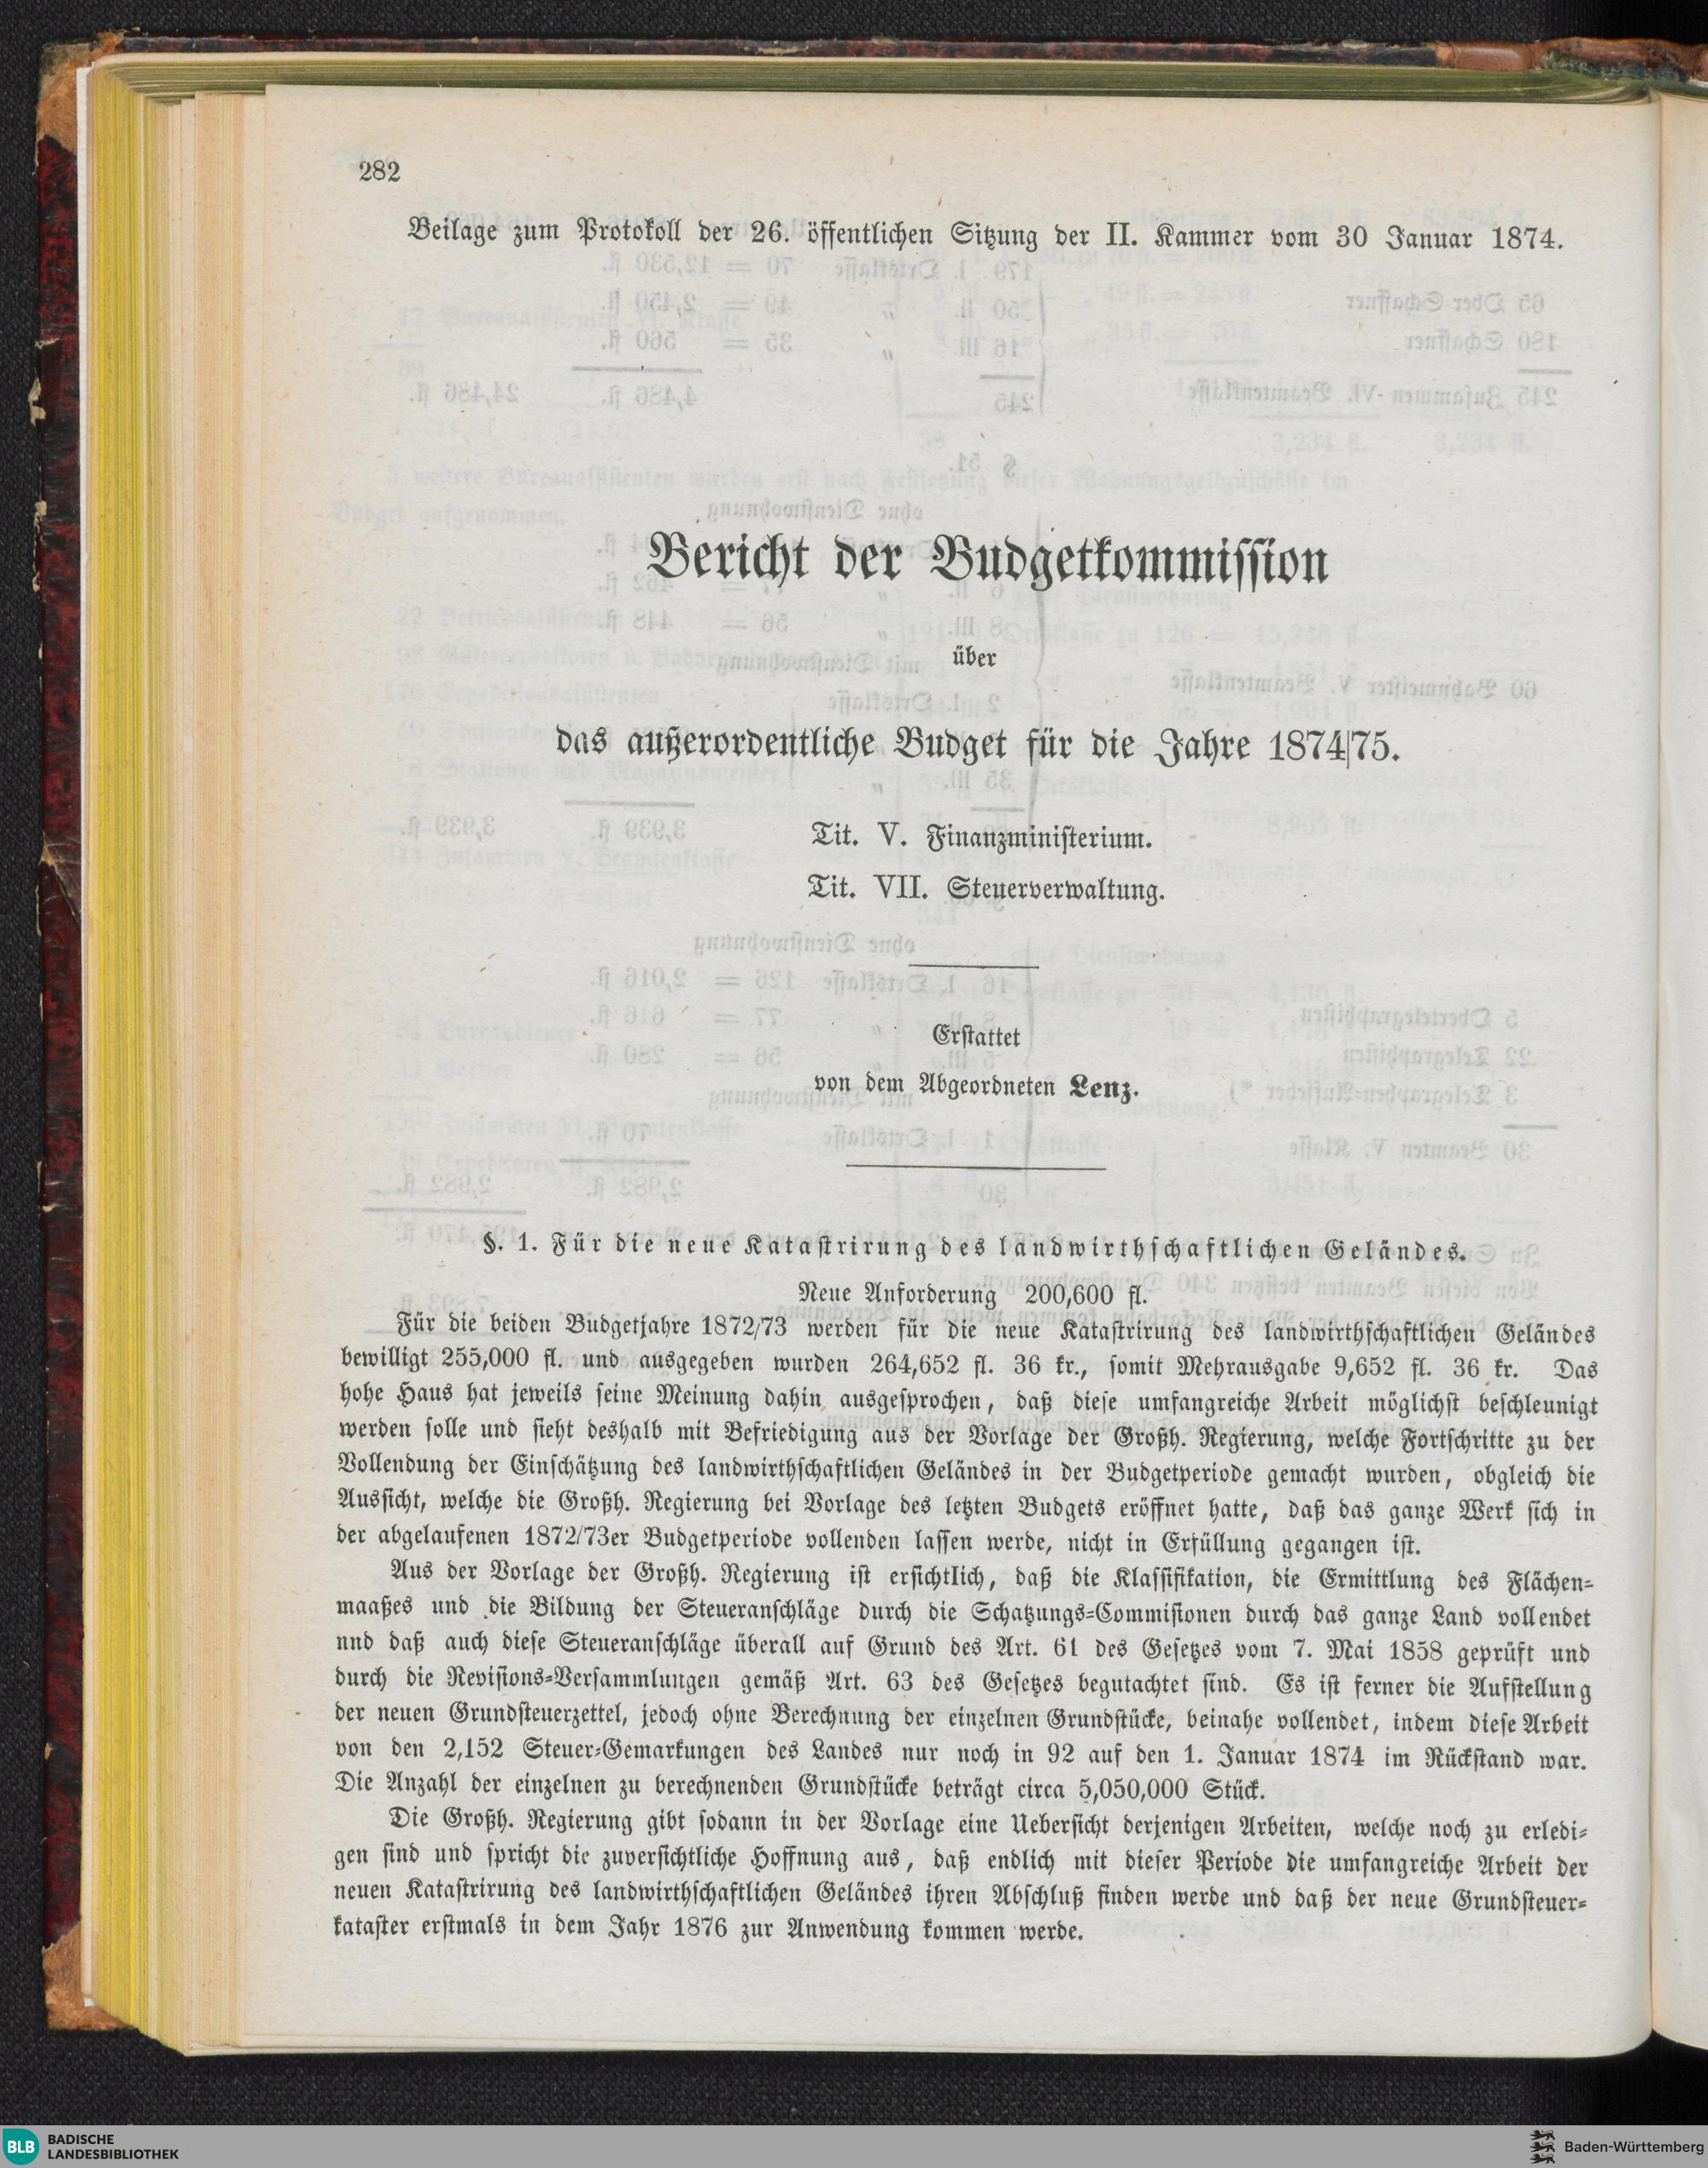 282
Beilage zum Protokoll der 26. öffentlichen Sitzung der II. Kammer vom 30 Januar 1874.
Bericht der Budgetkommission
über
das außerordentliche Budget für die Jahre 1874/75.
Tit. V. Finanzministerium.
Tit. VII. Steuerverwaltung.
Erstattet
von dem Abgeordneten Lenz.
§. 1. Für die neue Katastrirung des landwirthschaftlichen Geländes.
Neue Anforderung 200,600 fl.
Für die beiden Budgetjahre 1872/73 werden für die neue Katastrirung des landwirthschaftlichen Geländes
bewilligt 255,000 fl. und ausgegeben wurden 264,652 fl. 36 kr., somit Mehrausgabe 9,652 fl. 36 kr. Das
hohe Haus hat jeweils seine Meinung dahin ausgesprochen, daß diese umfangreiche Arbeit möglichst beschleunigt
werden solle und sieht deshalb mit Befriedigung aus der Vorlage der Großh. Regierung, welche Fortschritte zu der
Vollendung der Einschätzung des landwirthschaftlichen Geländes in der Budgetperiode gemacht wurden, obgleich die
Aussicht, welche die Großh. Regierung bei Vorlage des letzten Budgets eröffnet hatte, daß das ganze Werk sich in
der abgelaufenen 1872/73er Budgetperiode vollenden lassen werde, nicht in Erfüllung gegangen ist.
Aus der Vorlage der Großh. Regierung ist ersichtlich, daß die Klassifikation, die Ermittlung des Flächen-
maaßes und die Bildung der Steueranschläge durch die Schatzungs-Commissionen durch das ganze Land vollendet
nnd daß auch diese Steueranschläge überall auf Grund des Art. 61 des Gesetzes vom 7. Mai 1858 geprüft und
durch die Revisions-Versammlungen gemäß Art. 63 des Gesetzes begutachtet sind. Es ist ferner die Aufstellung
der neuen Grundsteuerzettel, jedoch ohne Berechnung der einzelnen Grundstücke, beinahe vollendet, indem diese Arbeit
von den 2,152 Steuer-Gemarkungen des Landes nur noch in 92 auf den 1. Januar 1874 im Rückstand war.
Die Anzahl der einzelnen zu berechnenden Grundstücke beträgt circa 5,050,000 Stück.
Die Großh. Regierung gibt sodann in der Vorlage eine Uebersicht derjenigen Arbeiten, welche noch zu erledi-
gen sind und spricht die zuversichtliche Hoffnung aus, daß endlich mit dieser Periode die umfangreiche Arbeit der
neuen Katastrirung des landwirthschaftlichen Geländes ihren Abschluß finden werde und daß der neue Grundsteuer-
kataster erstmals in dem Jahr 1876 zur Anwendung kommen werde.
BLB BADISCHE
LANDESBIBLIOTHEK
Baden-Württemberg